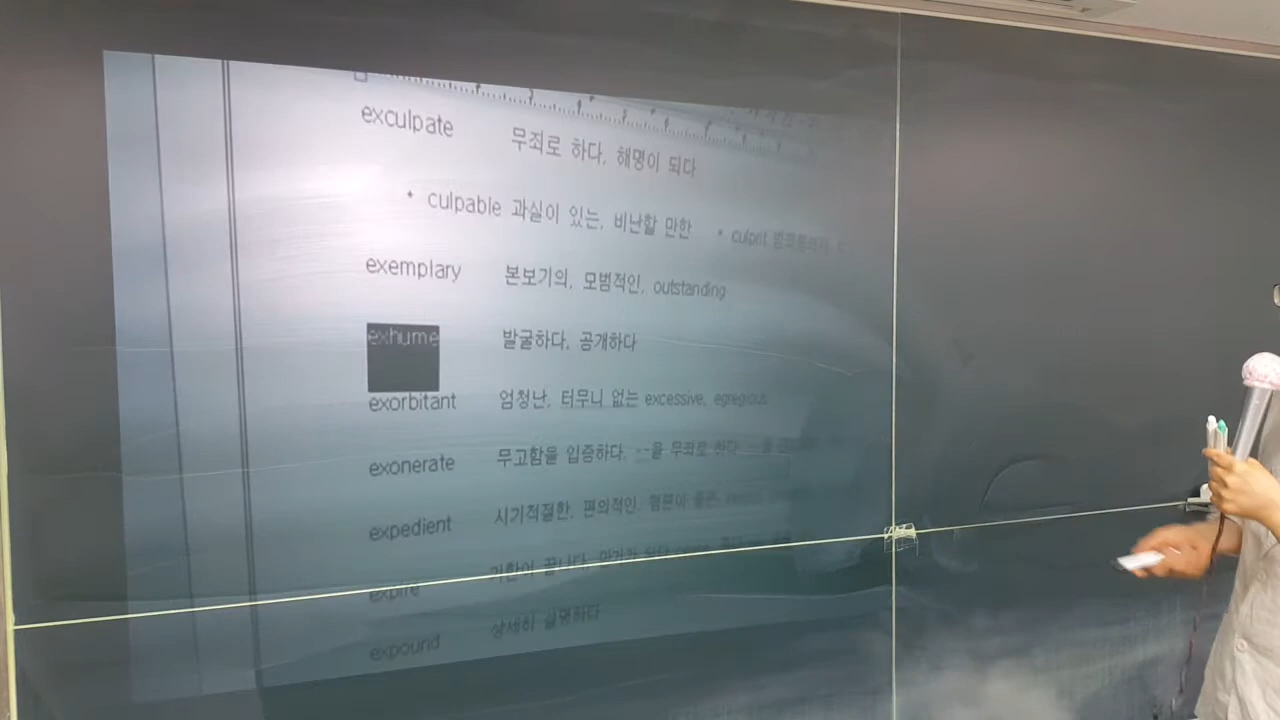 exculpate 무죄로 하다, 해명이 되다
* culpable 과실이 있는, 비난할 만한 * culprit
exemplary 본보기의, 모범적인, outstanding
exhume 발굴하다, 공개하다
exorbitant 엄청난, 터무니 없는 excessive, egregious
exonerate 무고함을 입증하다, --을 무죄로 하다
expedient 시기적절한, 편의적인,
expire 기한이 끝나다,
expound 상세히 설명하다